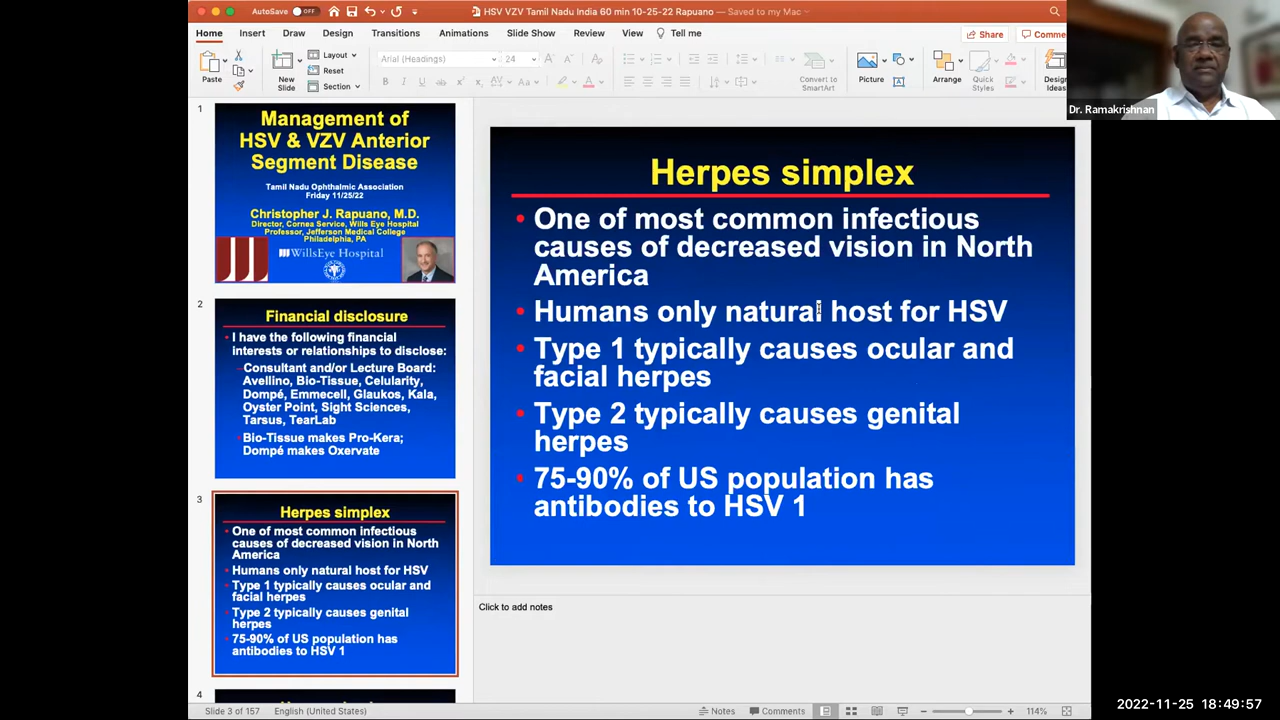 AutoSave OFF
HSV VZV Tamil Nadu India 60 min 10-25-22 Rapuano — Saved to my Mac
Home Insert Draw Design Transitions Animations Slide Show Review View Tell me
Share Comme
Paste
New
Slide
Layout
Reset
Section
Arial (Headings) 24
Convert to
SmartArt
Picture
Arrange
Quick
Styles
Design
Ideas
Dr. Ramakrishnan
1
Management of
HSV & VZV Anterior
Segment Disease
Tamil Nadu Ophthalmic Association
Friday 11/25/22
Christopher J. Rapuano, M.D.
Director, Cornea Service, Wills Eye Hospital
Professor, Jefferson Medical College
Philadelphia, PA
WillsEye Hospital
2
Financial disclosure
• I have the following financial
interests or relationships to disclose:
–Consultant and/or Lecture Board:
Avellino, Bio-Tissue, Celularity,
Dompé, Emmecell, Glaukos, Kala,
Oyster Point, Sight Sciences,
Tarsus, TearLab
•Bio-Tissue makes Pro-Kera;
Dompé makes Oxervate
3
Herpes simplex
• One of most common infectious
causes of decreased vision in North
America
• Humans only natural host for HSV
• Type 1 typically causes ocular and
facial herpes
• Type 2 typically causes genital
herpes
• 75-90% of US population has
antibodies to HSV 1
4
Herpes simplex
• One of most common infectious
causes of decreased vision in North
America
• Humans only natural host for HSV
• Type 1 typically causes ocular and
facial herpes
• Type 2 typically causes genital
herpes
• 75-90% of US population has
antibodies to HSV 1
Click to add notes
Slide 3 of 157 English (United States) Notes Comments 114%
2022-11-25 18:49:57